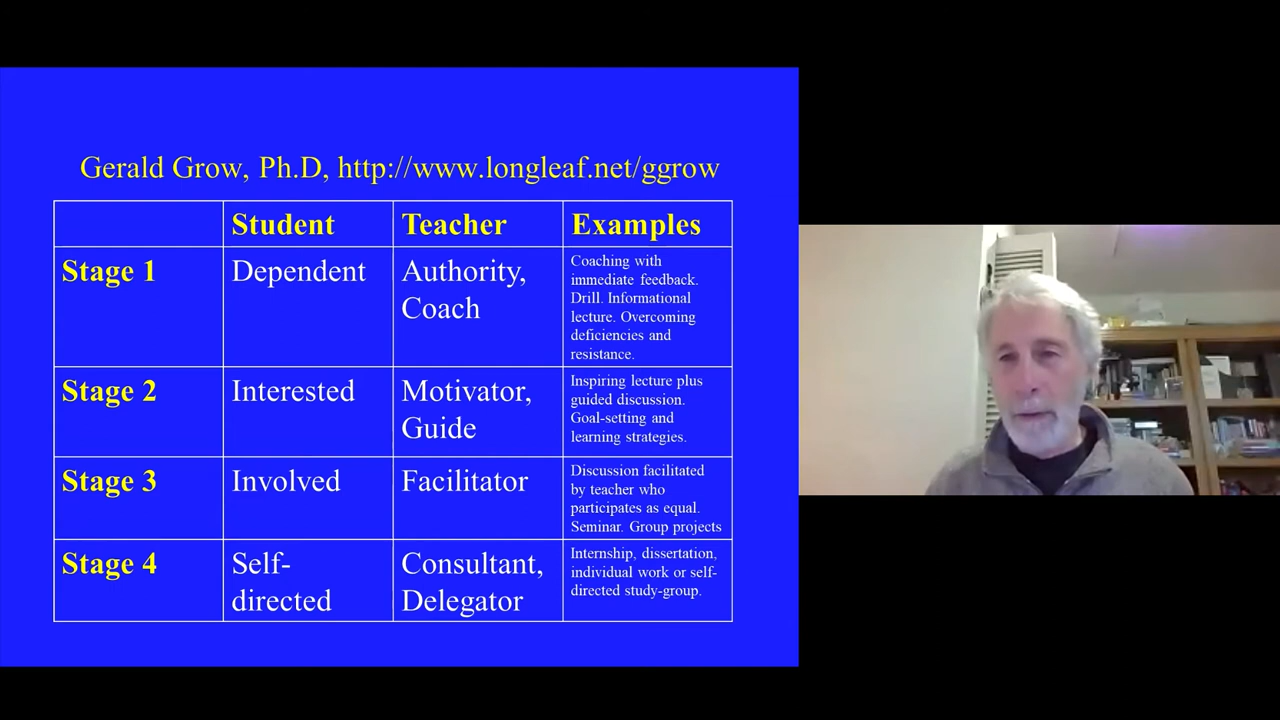 Gerald Grow, Ph.D, http://www.longleaf.net/ggrow
Student
Teacher
Examples
Stage 1
Dependent
Authority,
Coach
Coaching with
immediate feedback.
Drill. Informational
lecture. Overcoming
deficiencies and
resistance.
Stage 2
Interested
Motivator,
Guide
Inspiring lecture plus
guided discussion.
Goal-setting and
learning strategies.
Stage 3
Involved
Facilitator
Discussion facilitated
by teacher who
participates as equal.
Seminar. Group projects
Stage 4
Self-
directed
Consultant,
Delegator
Internship, dissertation,
individual work or self-
directed study-group.